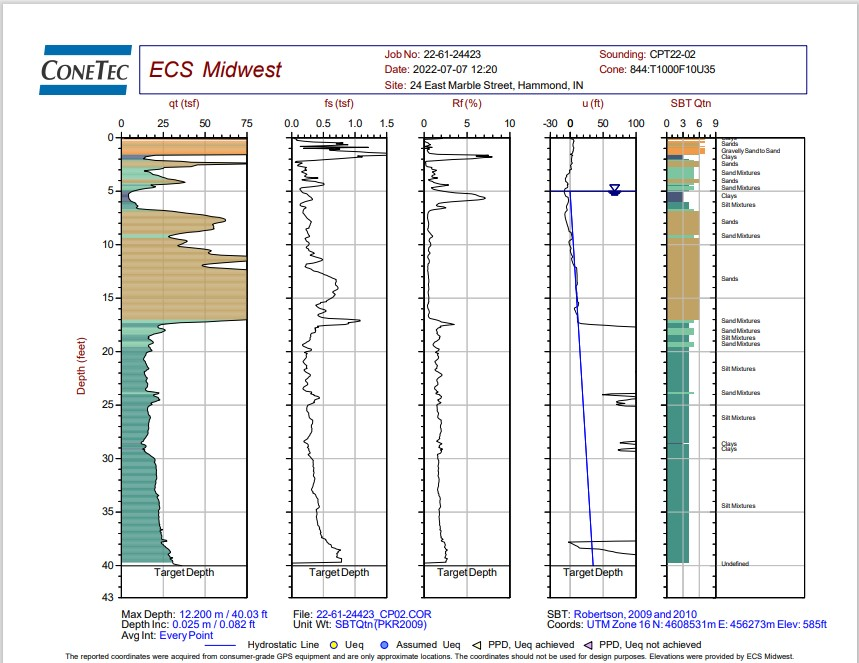 CONETEC
ECS Midwest
Job No: 22-61-24423
Date: 2022-07-07 12:20
Site: 24 East Marble Street, Hammond, IN
Sounding: CPT22-02
Cone: 844:T1000F10U35
qt (tsf) fs (tsf) Rf (%) u (ft) SBT Qtn
0 25 50 75 0.0 0.5 1.0 1.5 0 5 10 -30 0 50 100 0 3 6 9
Depth (feet)
0
5
10
15
20
25
30
35
40
43
Sands
Gravelly Sand to Sand
Clays
Sands
Sand Mixtures
Sands
Sand Mixtures
Clays
Silt Mixtures
Sands
Sand Mixtures
Sands
Sand Mixtures
Sand Mixtures
Silt Mixtures
Sand Mixtures
Silt Mixtures
Sand Mixtures
Silt Mixtures
Clays
Clays
Silt Mixtures
Undefined
Target Depth Target Depth Target Depth Target Depth
Max Depth: 12.200 m / 40.03 ft
Depth Inc: 0.025 m / 0.082 ft
Avg Int: Every Point
File: 22-61-24423_CP02.COR
Unit Wt: SBTQtn (PKR2009)
SBT: Robertson, 2009 and 2010
Coords: UTM Zone 16 N: 4608531m E: 456273m Elev: 585ft
Hydrostatic Line Ueq Assumed Ueq PPD, Ueq achieved PPD, Ueq not achieved
The reported coordinates were acquired from consumer-grade GPS equipment and are only approximate locations. The coordinates should not be used for design purposes. Elevations were provided by ECS Midwest.